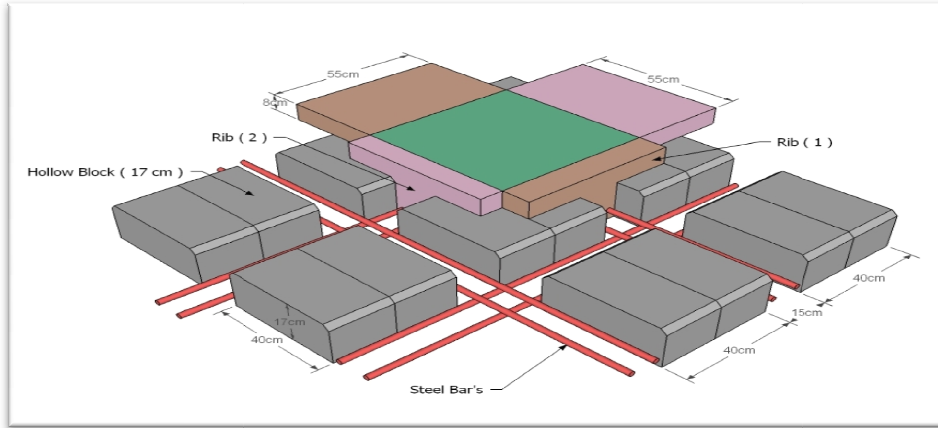 55cm
55cm
8cm
Rib ( 2 )
Rib ( 1 )
Hollow Block ( 17 cm )
17cm
40cm
40cm
15cm
40cm
Steel Bar's